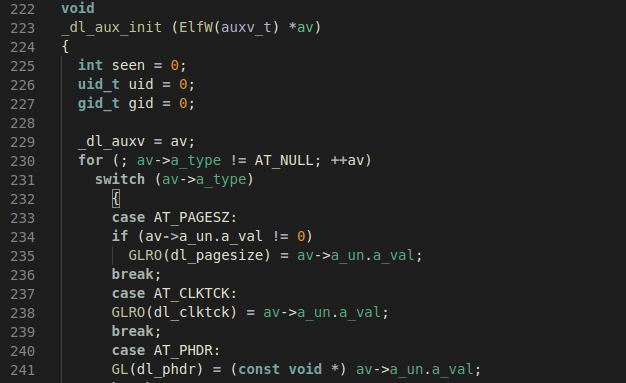 222 void
223 _dl_aux_init (ElfW(auxv_t) *av)
224 {
225   int seen = 0;
226   uid_t uid = 0;
227   gid_t gid = 0;
228
229   _dl_auxv = av;
230   for (; av->a_type != AT_NULL; ++av)
231     switch (av->a_type)
232       {
233       case AT_PAGESZ:
234       if (av->a_un.a_val != 0)
235         GLRO(dl_pagesize) = av->a_un.a_val;
236       break;
237       case AT_CLKTCK:
238       GLRO(dl_clktck) = av->a_un.a_val;
239       break;
240       case AT_PHDR:
241       GL(dl_phdr) = (const void *) av->a_un.a_val;